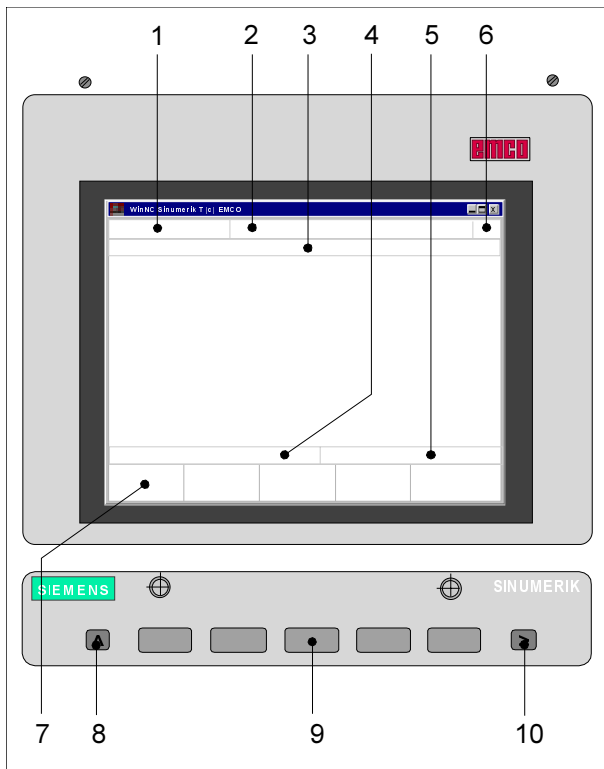 1 2 3 4 5 6
emco
WinNC Sinumerik T (c) EMCO
SIEMENS
SINUMERIK
7 8 9 10